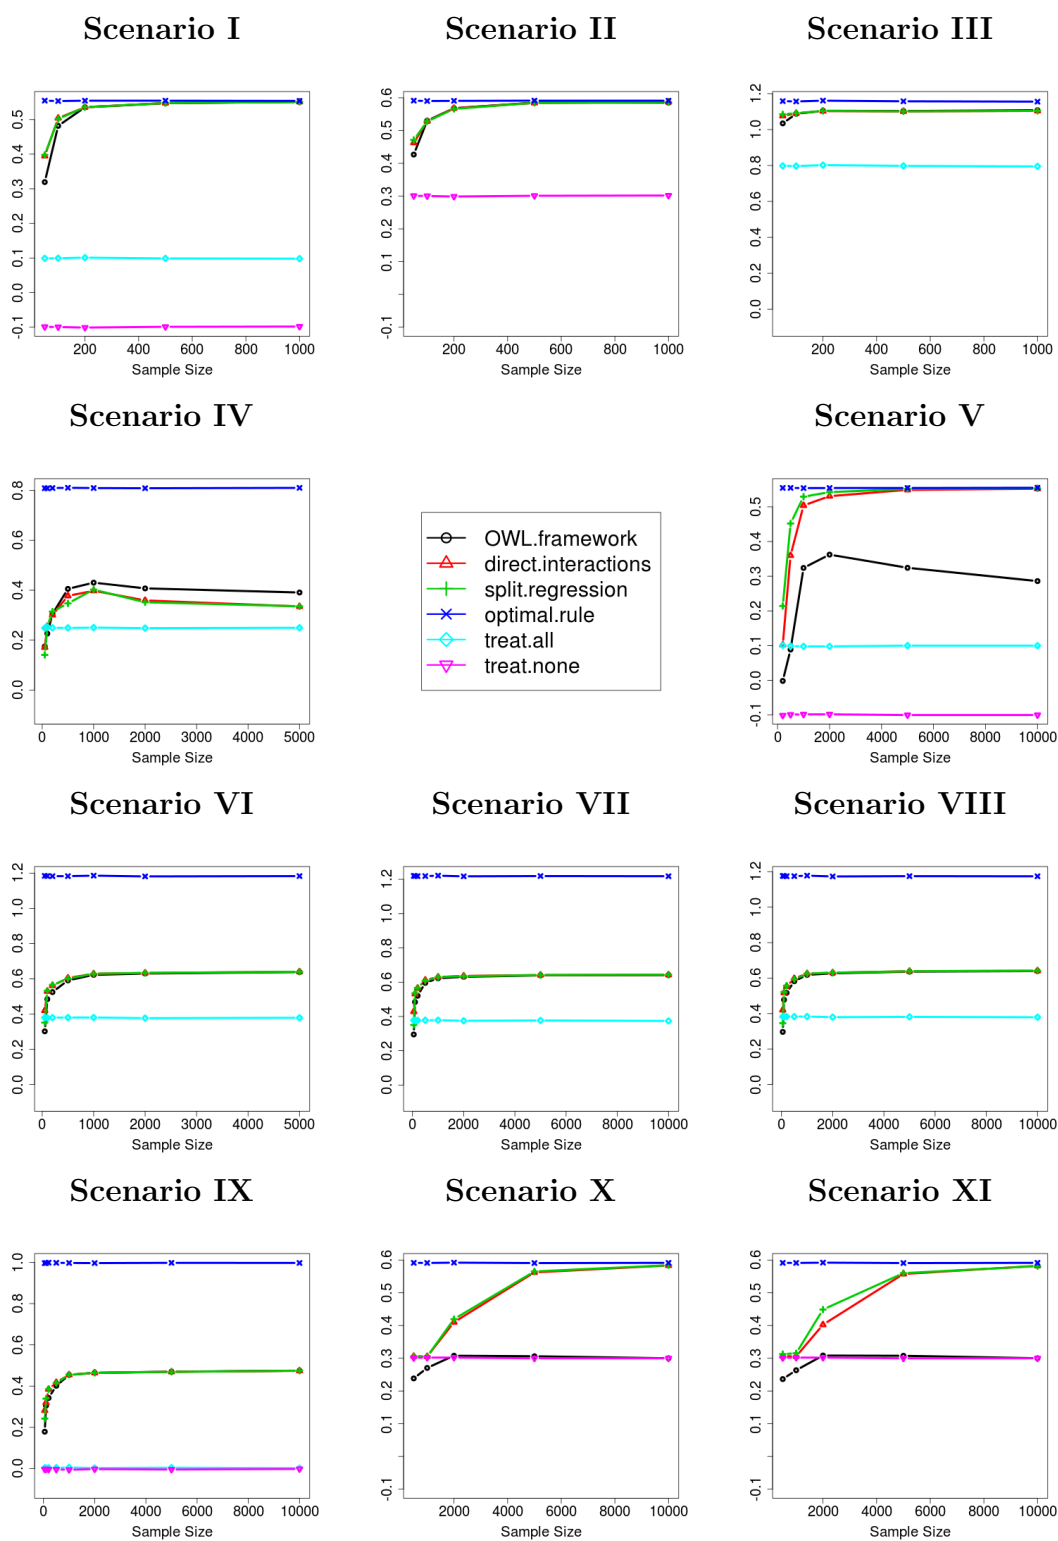 Scenario I
Scenario II
Scenario III
-0.1 0.0 0.1 0.2 0.3 0.4 0.5
200 400 600 800 1000
Sample Size
-0.1 0.1 0.2 0.3 0.4 0.5 0.6
200 400 600 800 1000
Sample Size
0.0 0.2 0.4 0.6 0.8 1.0 1.2
200 400 600 800 1000
Sample Size
Scenario IV
Scenario V
0.0 0.2 0.4 0.6 0.8
0 1000 2000 3000 4000 5000
Sample Size
OWL.framework
direct.interactions
split.regression
optimal.rule
treat.all
treat.none
-0.1 0.0 0.1 0.2 0.3 0.4 0.5
0 2000 4000 6000 8000 10000
Sample Size
Scenario VI
Scenario VII
Scenario VIII
0.0 0.2 0.4 0.6 0.8 1.0 1.2
0 1000 2000 3000 4000 5000
Sample Size
0.0 0.2 0.4 0.6 0.8 1.0 1.2
0 2000 4000 6000 8000 10000
Sample Size
0.0 0.2 0.4 0.6 0.8 1.0 1.2
0 2000 4000 6000 8000 10000
Sample Size
Scenario IX
Scenario X
Scenario XI
0.0 0.2 0.4 0.6 0.8 1.0
0 2000 4000 6000 8000 10000
Sample Size
-0.1 0.1 0.2 0.3 0.4 0.5 0.6
2000 4000 6000 8000 10000
Sample Size
-0.1 0.1 0.2 0.3 0.4 0.5 0.6
2000 4000 6000 8000 10000
Sample Size